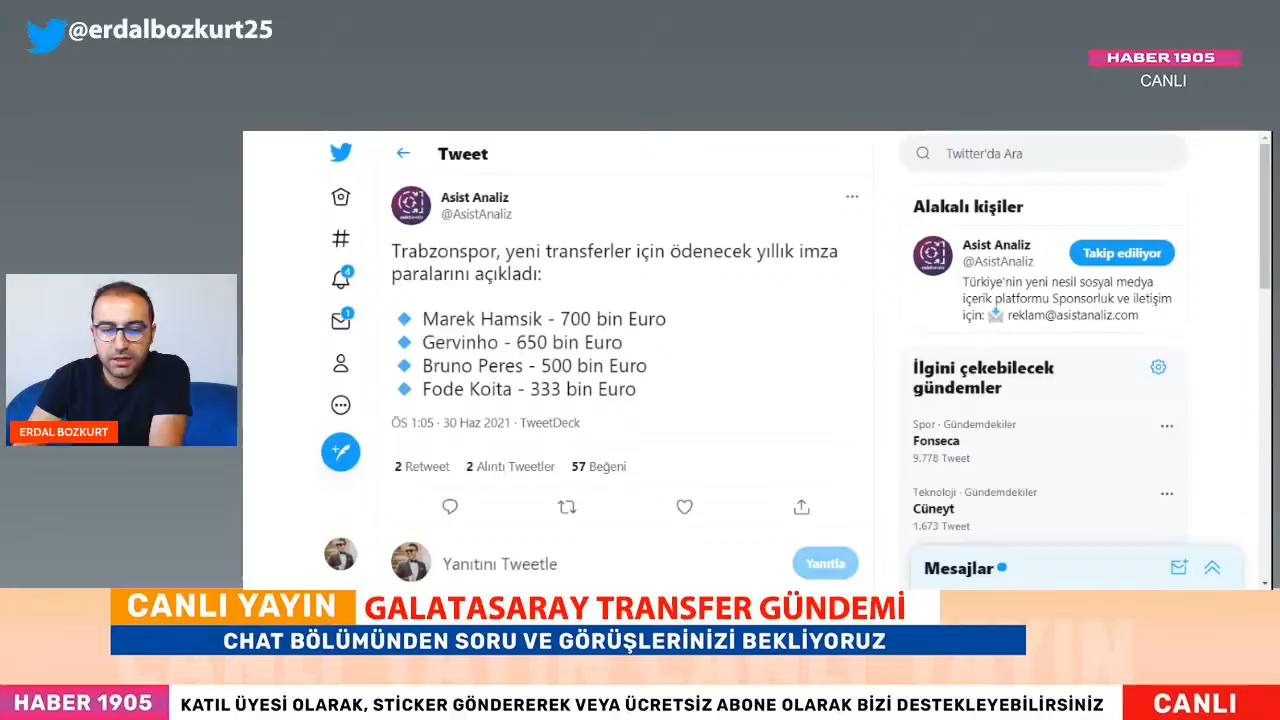 @erdalbozkurt25
HABER 1905
CANLI
Tweet
Twitter'da Ara
Asist Analiz
@AsistAnaliz
Trabzonspor, yeni transferler için ödenecek yıllık imza
paralarını açıkladı:
Marek Hamsik - 700 bin Euro
Gervinho - 650 bin Euro
Bruno Peres - 500 bin Euro
Fode Koita - 333 bin Euro
ÖS 1:05 · 30 Haz 2021 · TweetDeck
2 Retweet 2 Alıntı Tweetler 57 Beğeni
Yanıtını Tweetle
Yanıtla
4
1
Alakalı kişiler
Asist Analiz
@AsistAnaliz
Takip ediliyor
Türkiye'nin yeni nesil sosyal medya
içerik platformu Sponsorluk ve iletişim
için: reklam@asistanaliz.com
İlgini çekebilecek
gündemler
Spor · Gündemdekiler
Fonseca
9.778 Tweet
Teknoloji · Gündemdekiler
Cüneyt
1.673 Tweet
Mesajlar
ERDAL BOZKURT
CANLI YAYIN GALATASARAY TRANSFER GÜNDEMİ
CHAT BÖLÜMÜNDEN SORU VE GÖRÜŞLERİNİZİ BEKLİYORUZ
HABER 1905 KATIL ÜYESİ OLARAK, STICKER GÖNDEREREK VEYA ÜCRETSİZ ABONE OLARAK BİZİ DESTEKLEYEBİLİRSİNİZ CANLI